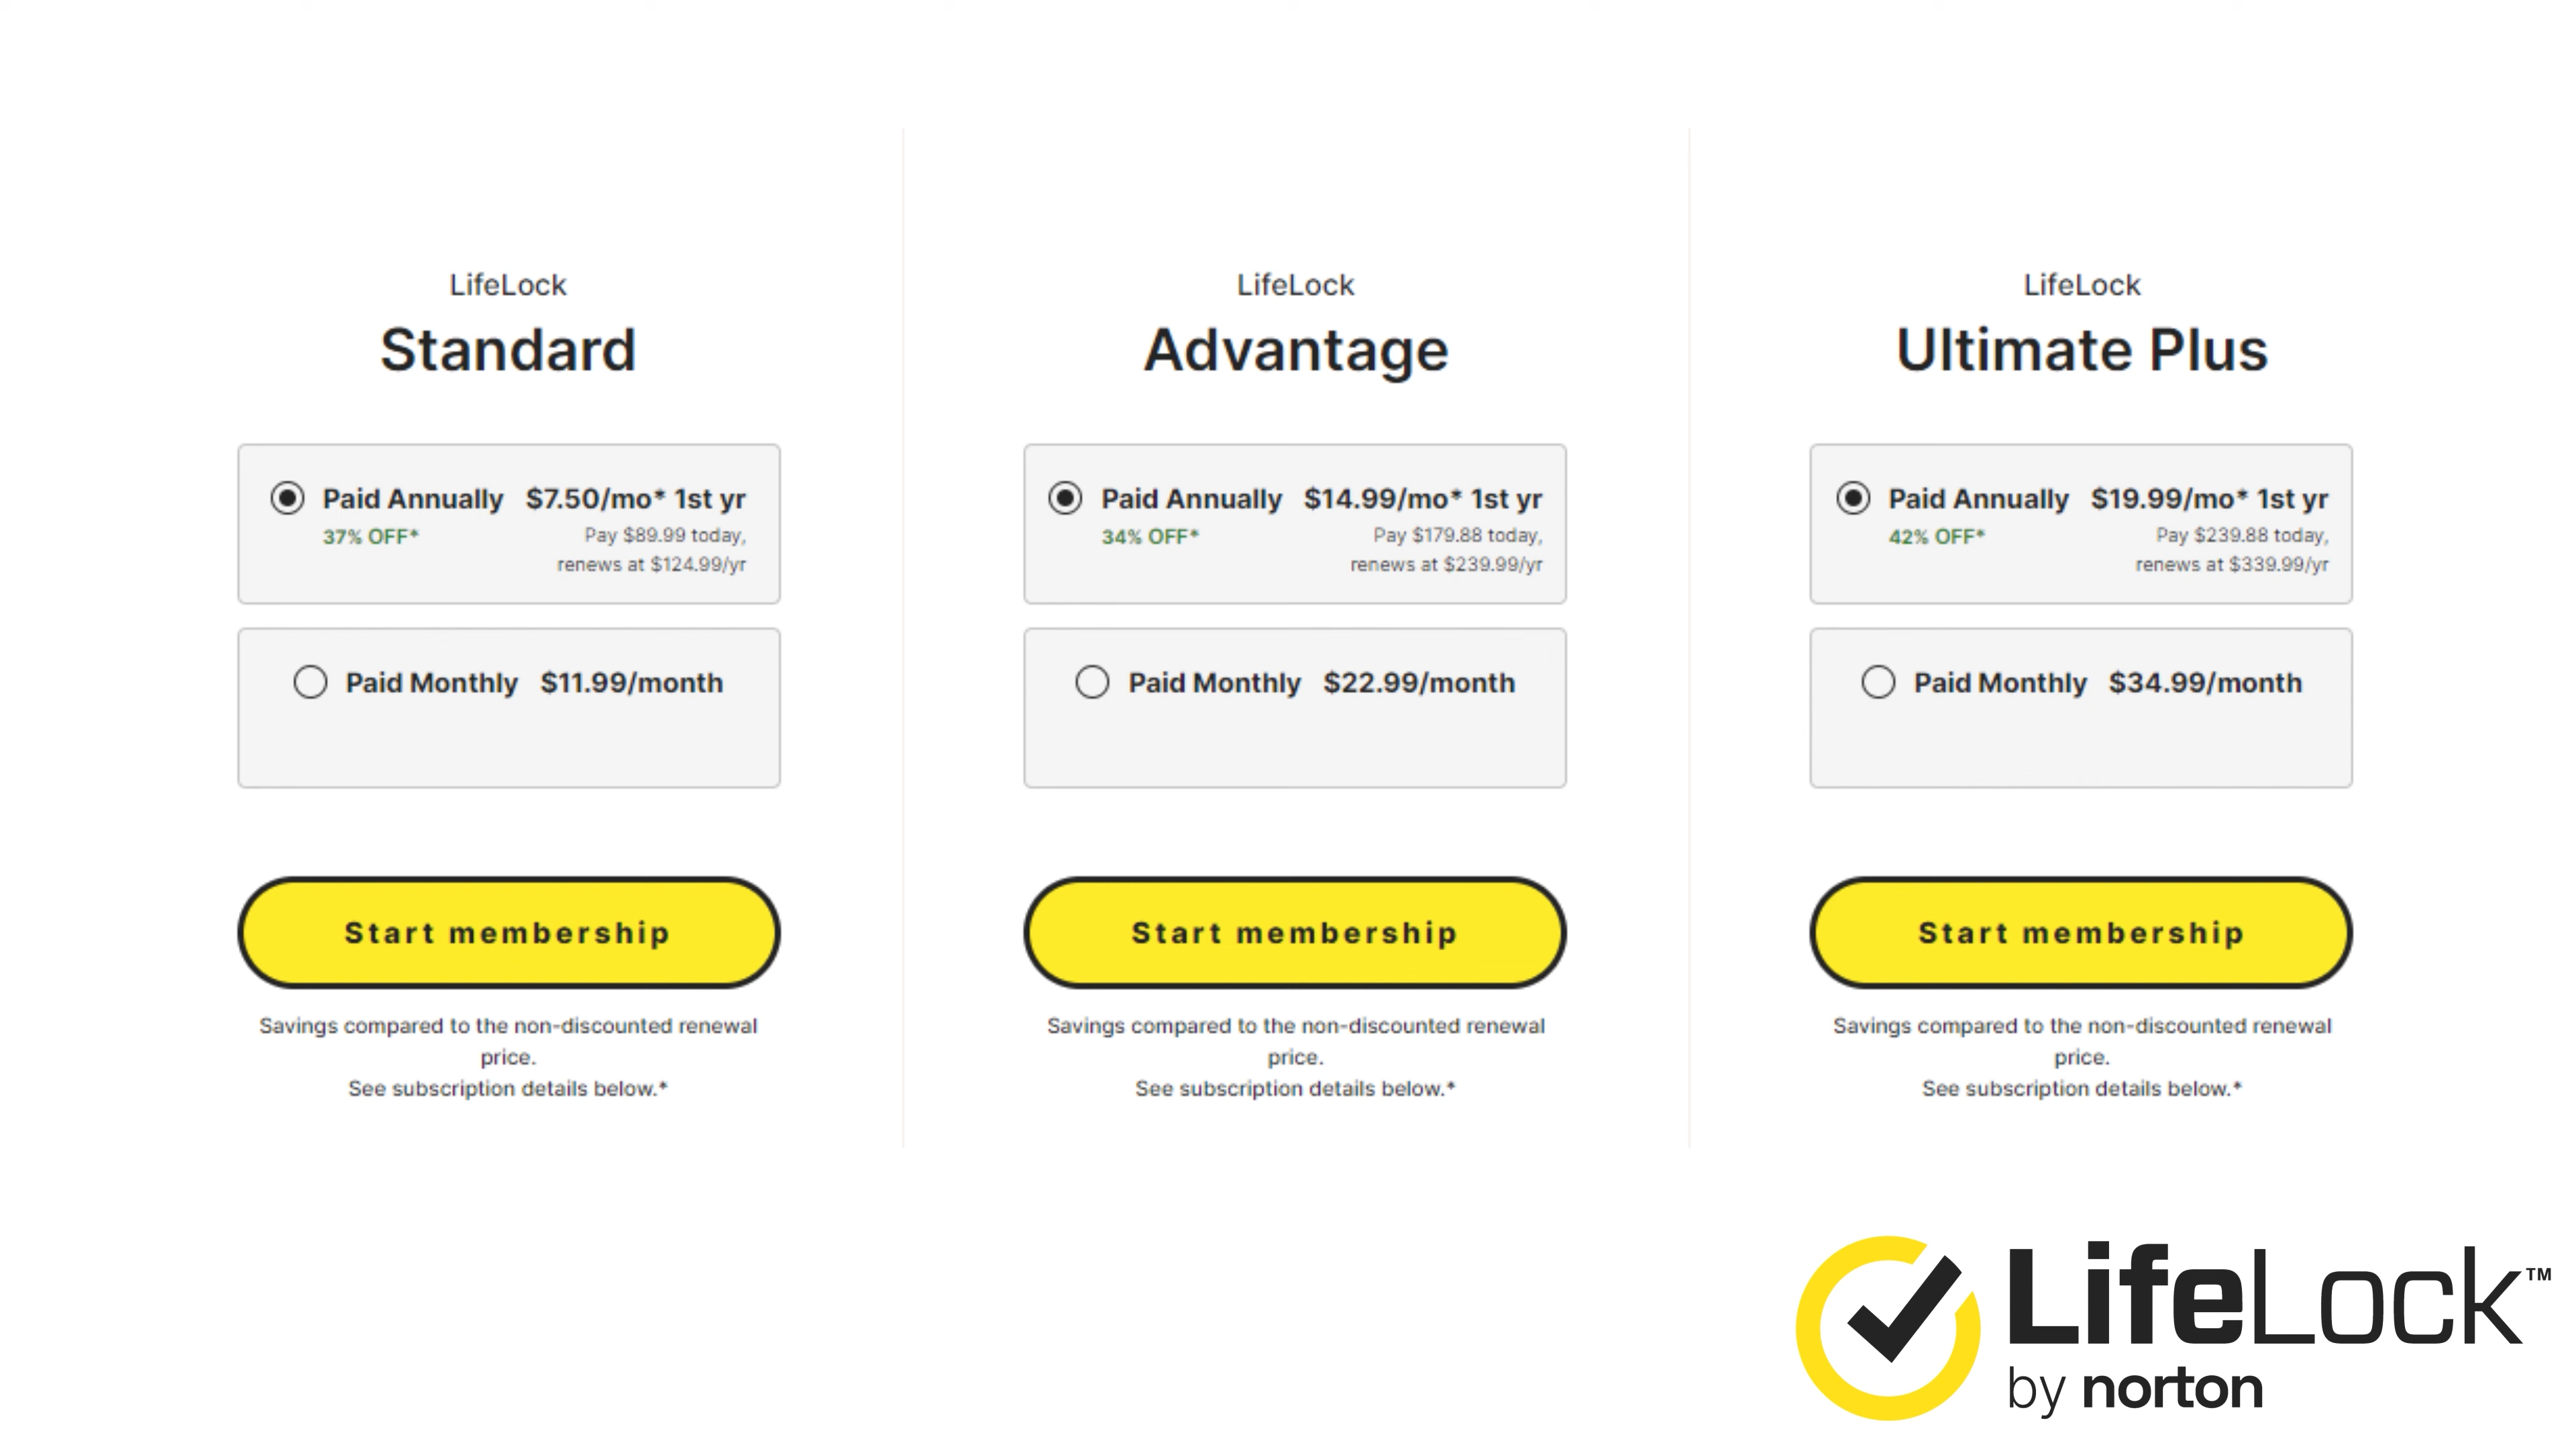 LifeLock
Standard
Paid Annually $7.50/mo* 1st yr
37% OFF* Pay $89.99 today,
renews at $124.99/yr
Paid Monthly $11.99/month
Start membership
Savings compared to the non-discounted renewal
price.
See subscription details below.*
LifeLock
Advantage
Paid Annually $14.99/mo* 1st yr
34% OFF* Pay $179.88 today,
renews at $239.99/yr
Paid Monthly $22.99/month
Start membership
Savings compared to the non-discounted renewal
price.
See subscription details below.*
LifeLock
Ultimate Plus
Paid Annually $19.99/mo* 1st yr
42% OFF* Pay $239.88 today,
renews at $339.99/yr
Paid Monthly $34.99/month
Start membership
Savings compared to the non-discounted renewal
price.
See subscription details below.*
LifeLock™
by norton